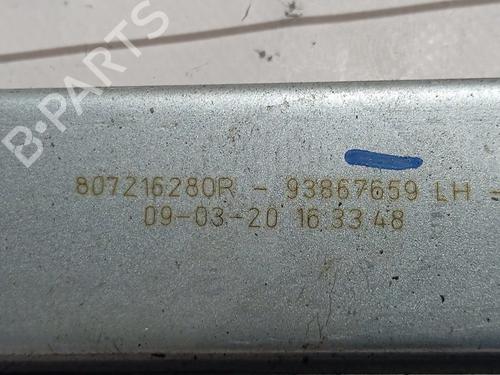 B-PARTS
807216280R - 93867659 LH =
09-03-20 16 33 48